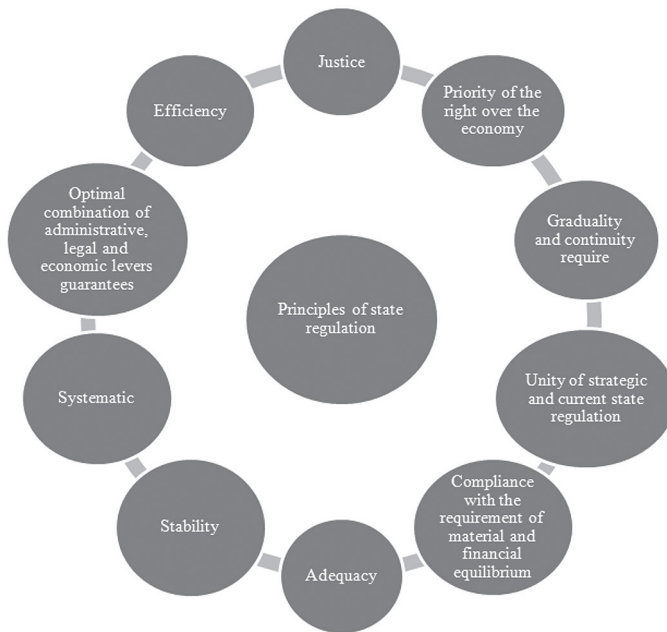 Justice
Priority of the
right over the
economy
Graduality
and continuity
require
Unity of strategic
and current state
regulation
Compliance
with the
requirement of
material and
financial
equilibrium
Adequacy
Stability
Systematic
Optimal
combination of
administrative,
legal and
economic levers
guarantees
Efficiency
Principles of state
regulation